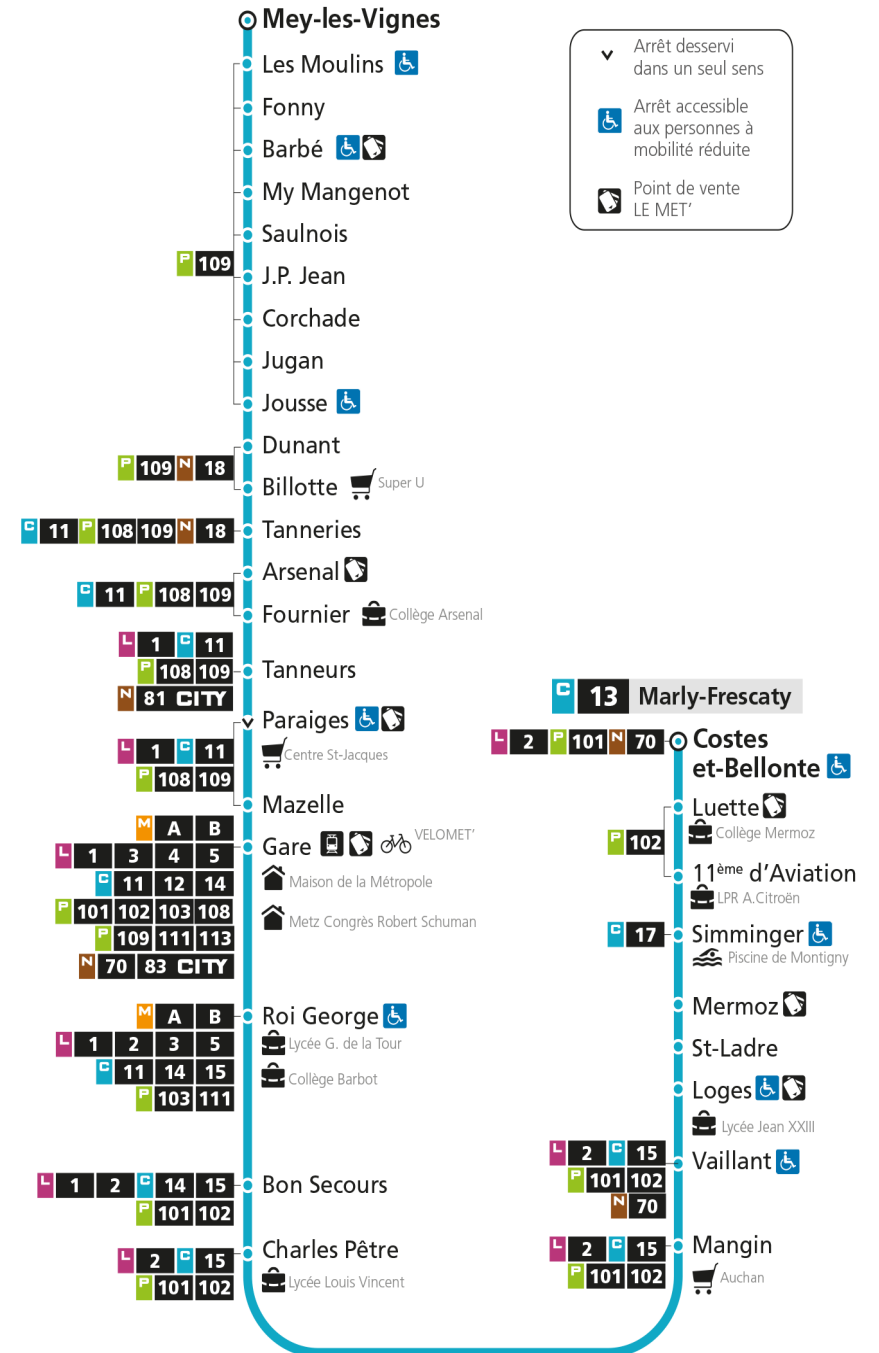 Mey-les-Vignes
Les Moulins
Fonny
Barbé
My Mangenot
Saulnois
P 109
J.P. Jean
Corchade
Jugan
Jousse
Dunant
P 109 N 18
Billotte
Super U
C 11 P 108 109 N 18
Tanneries
Arsenal
C 11 P 108 109
Fournier
Collège Arsenal
L 1 C 11
P 108 109
N 81 CITY
Tanneurs
Paraiges
Centre St-Jacques
L 1 C 11
P 108 109
Mazelle
M A B
L 1 3 4 5
C 11 12 14
P 101 102 103 108
P 109 111 113
N 70 83 CITY
Gare
VELOMET’
Maison de la Métropole
Metz Congrès Robert Schuman
M A B
L 1 2 3 5
C 11 14 15
P 103 111
Roi George
Lycée G. de la Tour
Collège Barbot
L 1 2 C 14 15
P 101 102
Bon Secours
L 2 C 15
P 101 102
Charles Pêtre
Lycée Louis Vincent
Arrêt desservi
dans un seul sens
Arrêt accessible
aux personnes à
mobilité réduite
Point de vente
LE MET’
C 13 Marly-Frescaty
L 2 P 101 N 70
Costes
et-Bellonte
Luette
Collège Mermoz
P 102
11ème d’Aviation
LPR A.Citroën
C 17
Simminger
Piscine de Montigny
Mermoz
St-Ladre
Loges
Lycée Jean XXIII
L 2 C 15
P 101 102
N 70
Vaillant
L 2 C 15
P 101 102
Mangin
Auchan